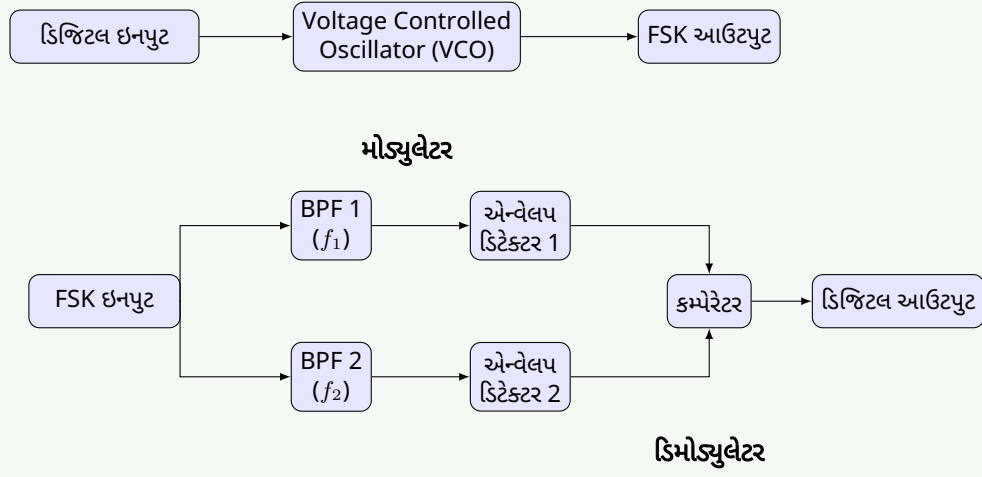 ડિજિટલ ઇનપુટ
Voltage Controlled
Oscillator (VCO)
FSK આઉટપુટ
મોડ્યુલેટર
BPF 1
(f₁)
એન્વેલપ
ડિટેક્ટર 1
FSK ઇનપુટ
કમ્પેરેટર
ડિજિટલ આઉટપુટ
BPF 2
(f₂)
એન્વેલપ
ડિટેક્ટર 2
ડિમોડ્યુલેટર